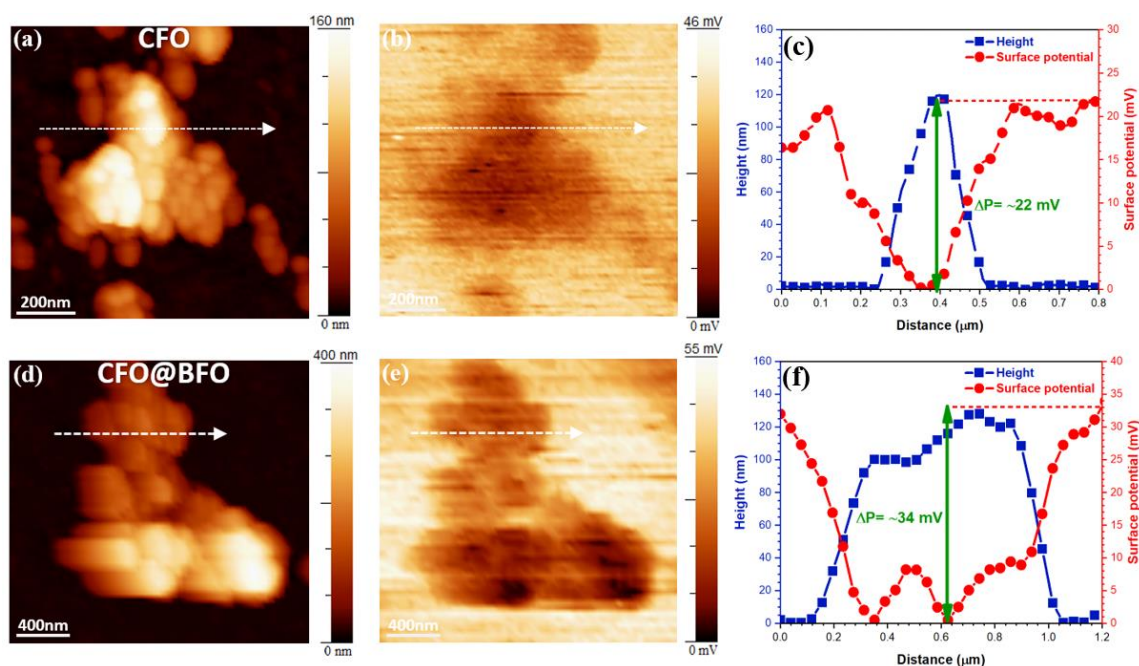 (a) CFO
160 nm
0 nm
200nm
(b)
46 mV
0 mV
200nm
(c)
Height
Surface potential
ΔP= ~22 mV
Height (nm)
160
140
120
100
80
60
40
20
0
Surface potential (mV)
30
25
20
15
10
5
0
0.0 0.1 0.2 0.3 0.4 0.5 0.6 0.7 0.8
Distance (μm)
(d) CFO@BFO
400 nm
0 nm
400nm
(e)
55 mV
0 mV
400nm
(f)
Height
Surface potential
ΔP= ~34 mV
Height (nm)
160
140
120
100
80
60
40
20
0
Surface potential (mV)
40
35
30
25
20
15
10
5
0
0.0 0.2 0.4 0.6 0.8 1.0 1.2
Distance (μm)